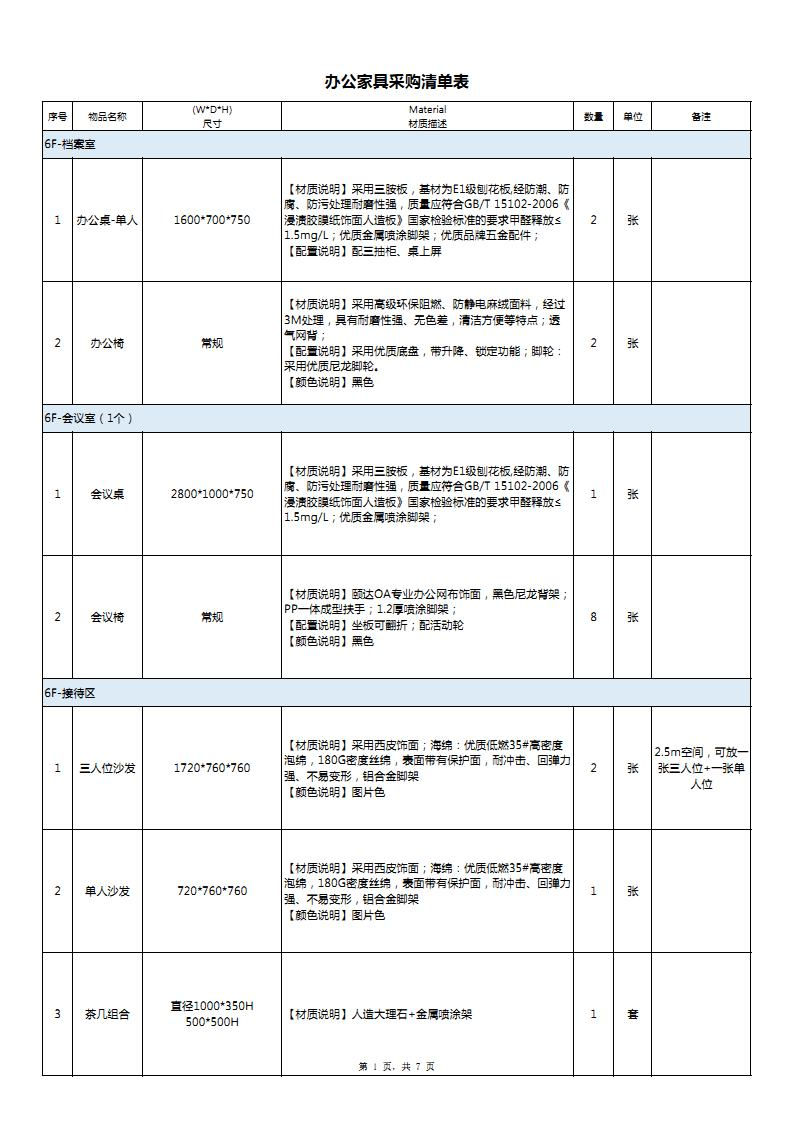 办公家具采购清单表
序号 物品名称 (W*D*H) Material 数量 单位 备注
尺寸 材质描述
6F-档案室
1 办公桌-单人 1600*700*750 【材质说明】采用三胺板，基材为E1级刨花板,经防潮、防
腐、防污处理耐磨性强，质量应符合GB/T 15102-2006《
浸渍胶膜纸饰面人造板》国家检验标准的要求甲醛释放≤
1.5mg/L；优质金属喷涂脚架；优质品牌五金配件；
【配置说明】配三抽柜、桌上屏
2 张
2 办公椅 常规 【材质说明】采用高级环保阻燃、防静电麻绒面料，经过
3M处理，具有耐磨性强、无色差，清洁方便等特点；透
气网背；
【配置说明】采用优质底盘，带升降、锁定功能；脚轮：
采用优质尼龙脚轮。
【颜色说明】黑色
2 张
6F-会议室（1个）
1 会议桌 2800*1000*750 【材质说明】采用三胺板，基材为E1级刨花板,经防潮、防
腐、防污处理耐磨性强，质量应符合GB/T 15102-2006《
浸渍胶膜纸饰面人造板》国家检验标准的要求甲醛释放≤
1.5mg/L；优质金属喷涂脚架；
1 张
2 会议椅 常规 【材质说明】颐达OA专业办公网布饰面，黑色尼龙背架；
PP一体成型扶手；1.2厚喷涂脚架；
【配置说明】坐板可翻折；配活动轮
【颜色说明】黑色
8 张
6F-接待区
1 三人位沙发 1720*760*760 【材质说明】采用西皮饰面；海绵：优质低燃35#高密度
泡绵，180G密度丝绵，表面带有保护面，耐冲击、回弹力
强、不易变形，铝合金脚架
【颜色说明】图片色
2 张 2.5m空间，可放一
张三人位+一张单
人位
2 单人沙发 720*760*760 【材质说明】采用西皮饰面；海绵：优质低燃35#高密度
泡绵，180G密度丝绵，表面带有保护面，耐冲击、回弹力
强、不易变形，铝合金脚架
【颜色说明】图片色
1 张
3 茶几组合 直径1000*350H
500*500H
【材质说明】人造大理石+金属喷涂架 1 套
第 1 页，共 7 页